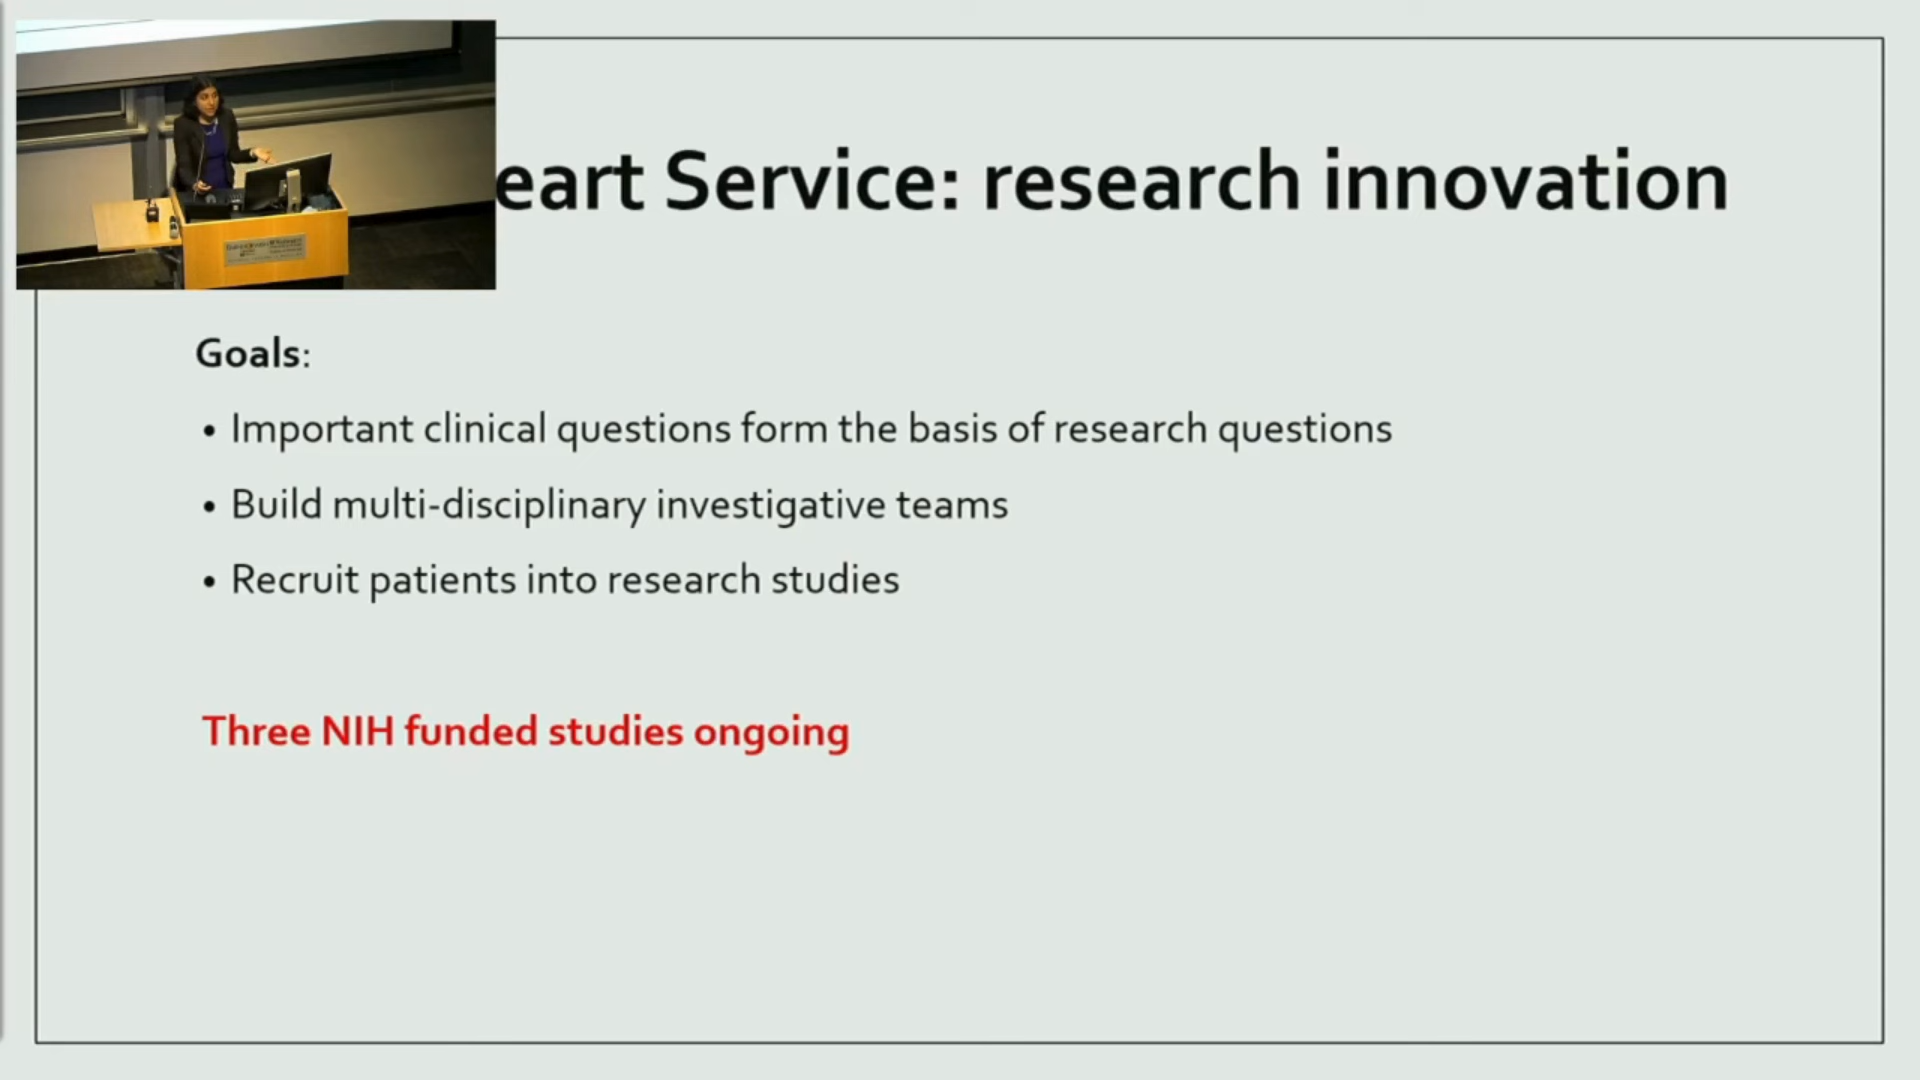 eart Service: research innovation
Goals:
• Important clinical questions form the basis of research questions
• Build multi-disciplinary investigative teams
• Recruit patients into research studies
Three NIH funded studies ongoing